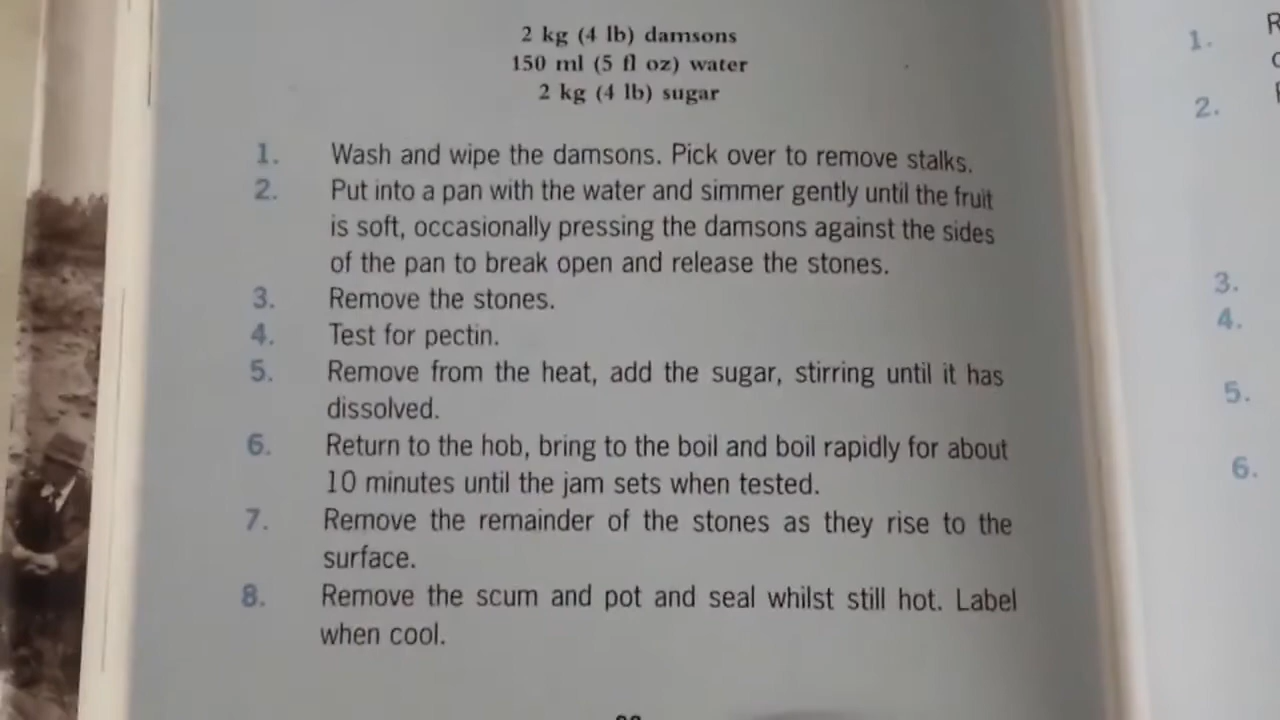 2 kg (4 lb) damsons
150 ml (5 fl oz) water
2 kg (4 lb) sugar
1. Wash and wipe the damsons. Pick over to remove stalks.
2. Put into a pan with the water and simmer gently until the fruit
is soft, occasionally pressing the damsons against the sides
of the pan to break open and release the stones.
3. Remove the stones.
4. Test for pectin.
5. Remove from the heat, add the sugar, stirring until it has
dissolved.
6. Return to the hob, bring to the boil and boil rapidly for about
10 minutes until the jam sets when tested.
7. Remove the remainder of the stones as they rise to the
surface.
8. Remove the scum and pot and seal whilst still hot. Label
when cool.
1.
2.
3.
4.
5.
6.